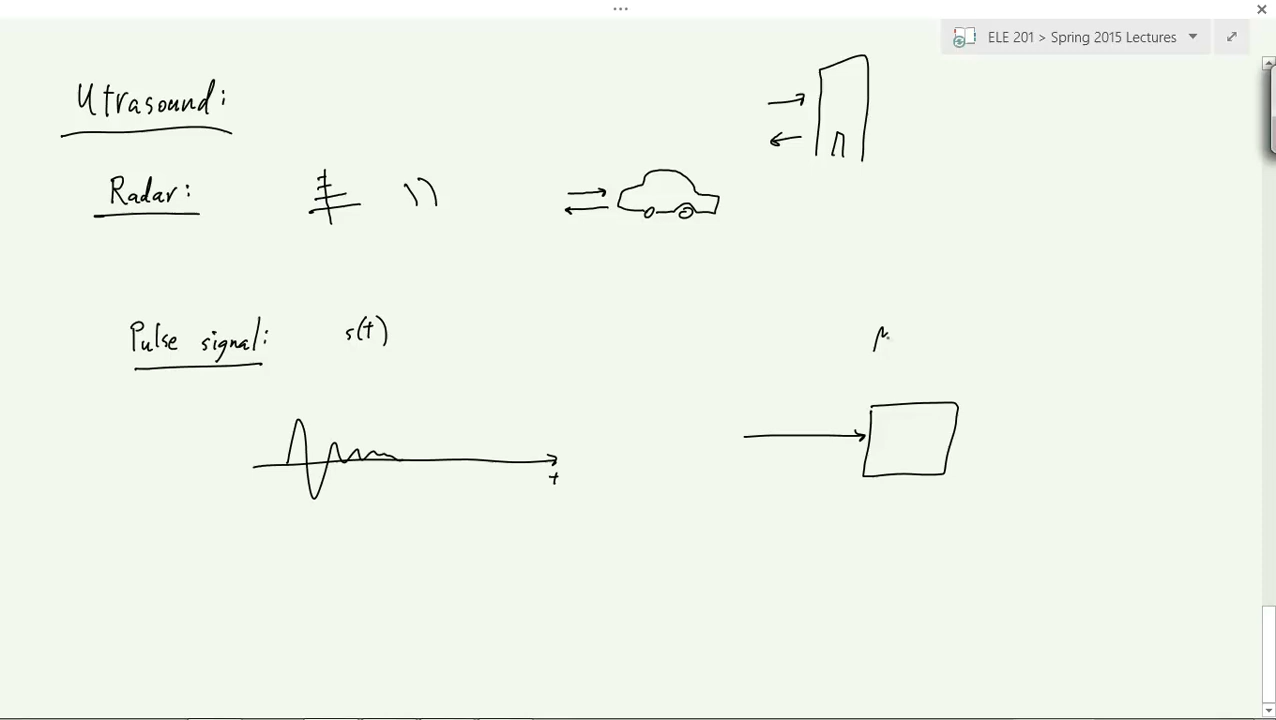 ELE 201 > Spring 2015 Lectures
Utrasound:
Radar:
Pulse signal: s(t)
t